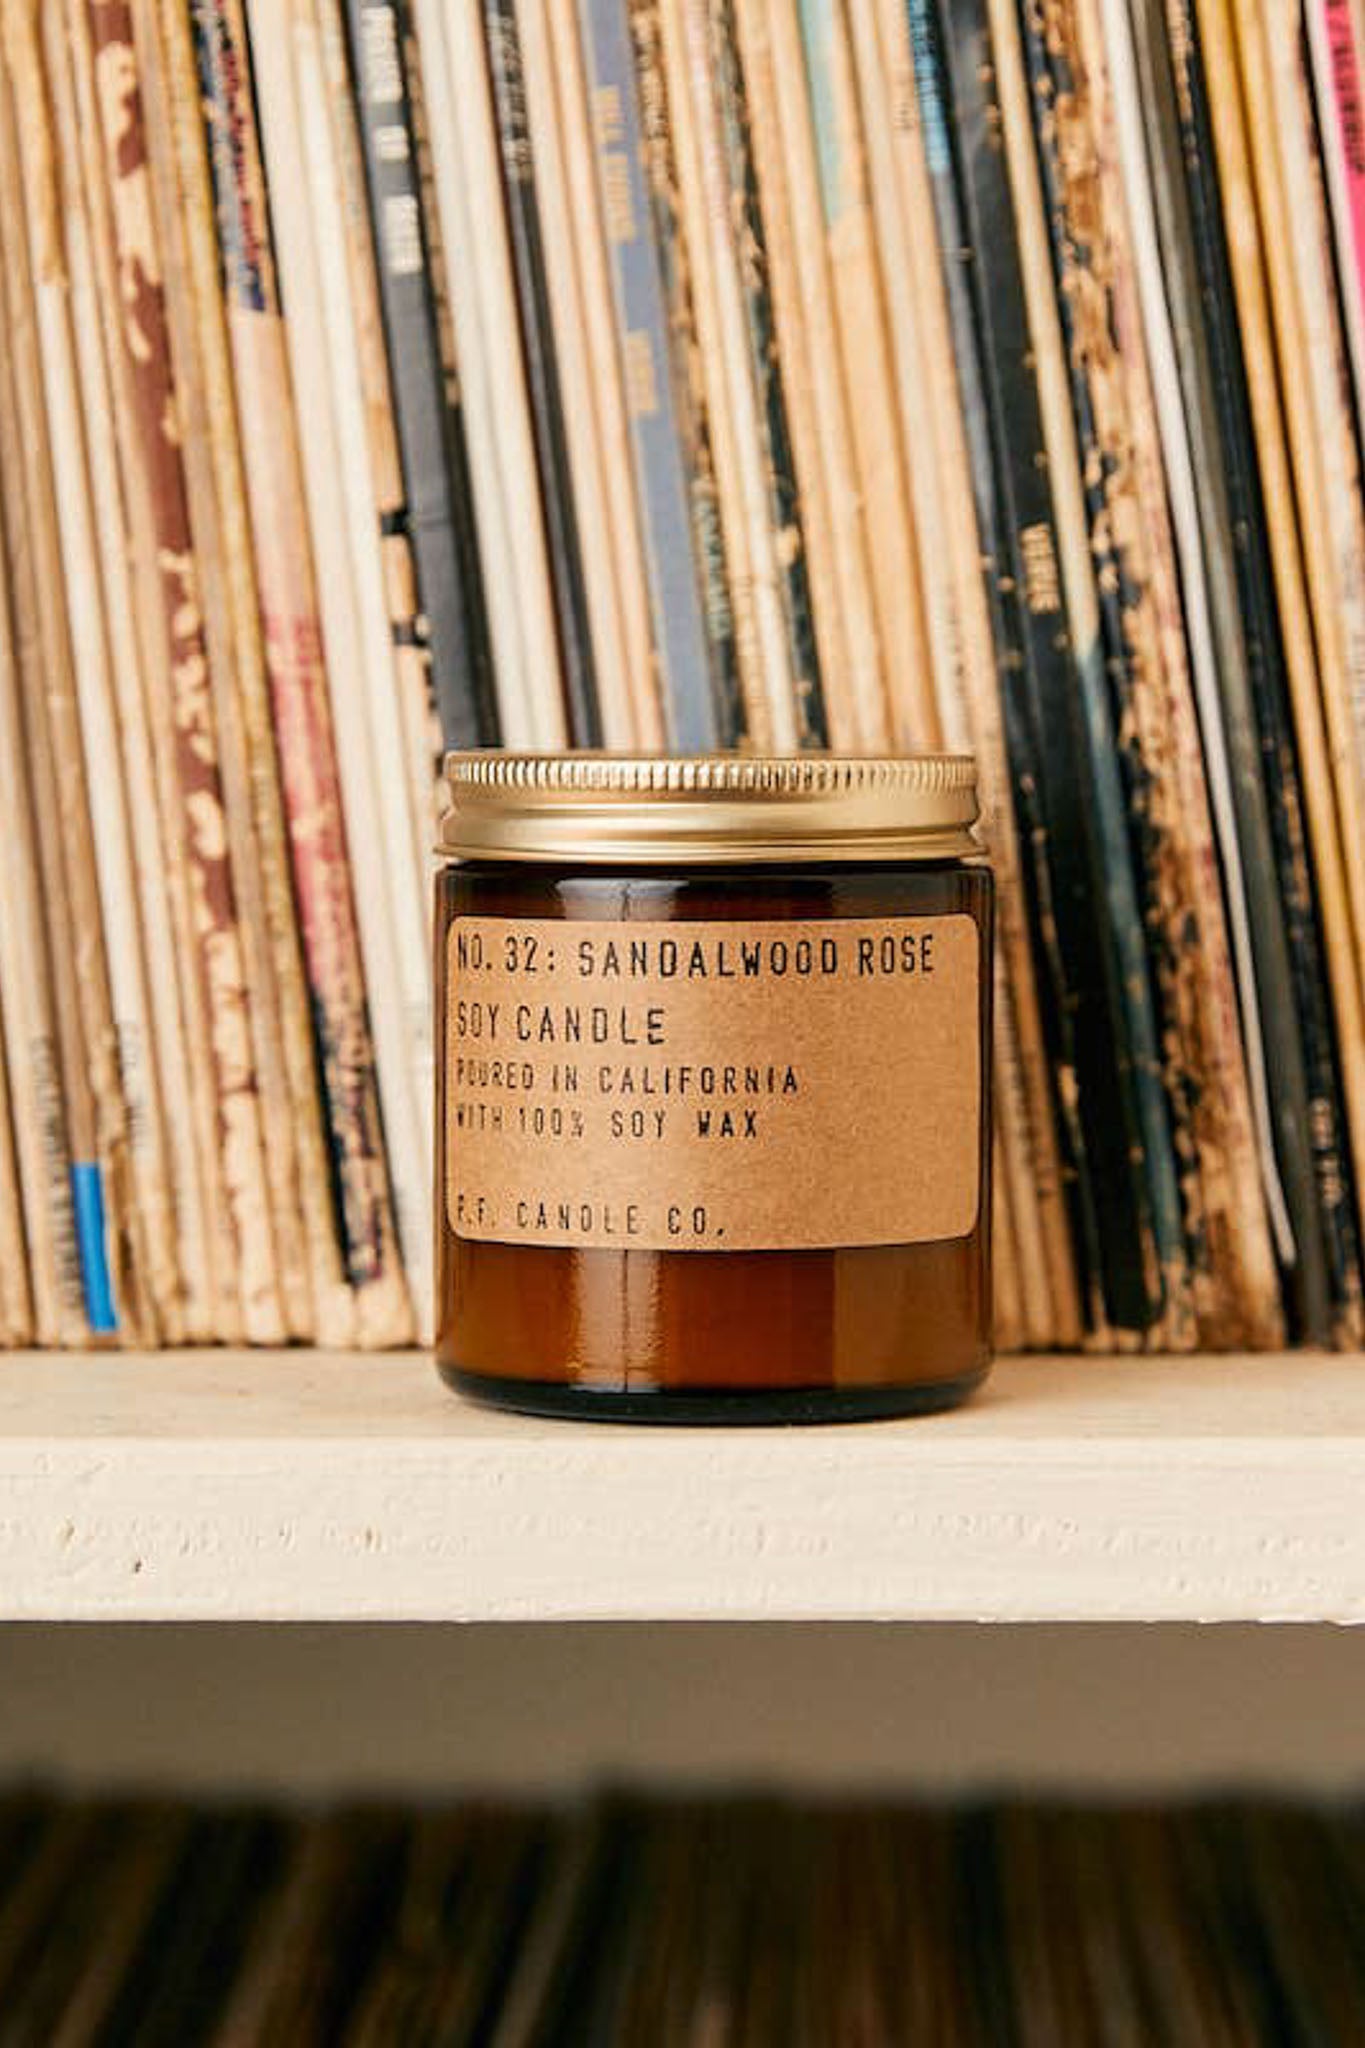 NO. 32: SANDALWOOD ROSE
SOY CANDLE
POURED IN CALIFORNIA
WITH 100% SOY WAX
P.F. CANDLE CO.